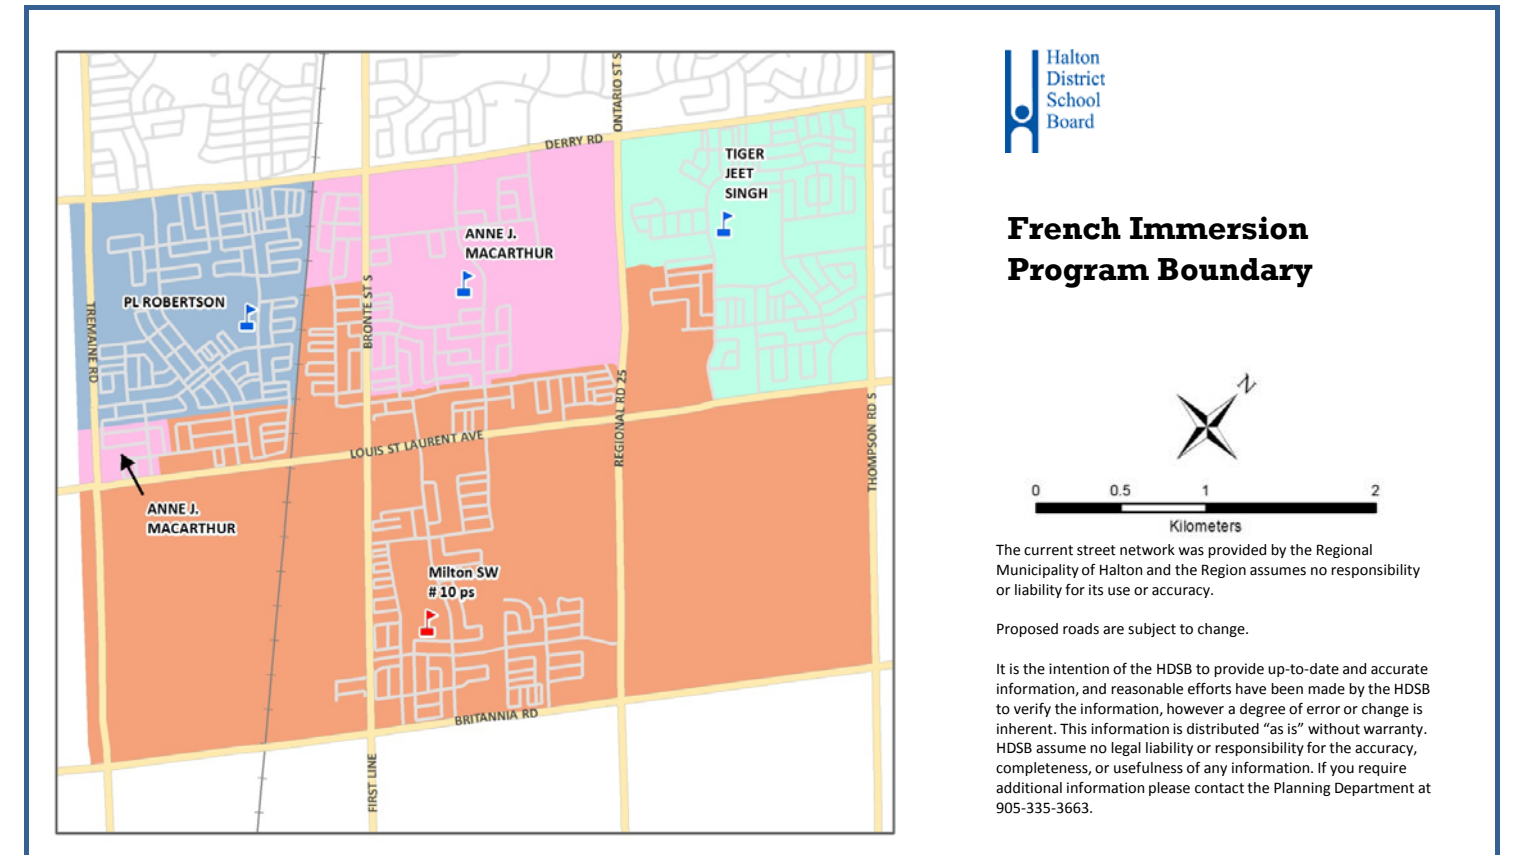 Halton
District
School
Board
French Immersion
Program Boundary
ONTARIO ST S
DERRY RD
TIGER
JEET
SINGH
ANNE J.
MACARTHUR
PL ROBERTSON
TREMAINE RD
BRONTE ST S
REGIONAL RD 25
THOMPSON RD S
LOUIS ST LAURENT AVE
ANNE J.
MACARTHUR
Milton SW
# 10 ps
BRITANNIA RD
FIRST LINE
N
0 0.5 1 2
Kilometers
The current street network was provided by the Regional
Municipality of Halton and the Region assumes no responsibility
or liability for its use or accuracy.
Proposed roads are subject to change.
It is the intention of the HDSB to provide up-to-date and accurate
information, and reasonable efforts have been made by the HDSB
to verify the information, however a degree of error or change is
inherent. This information is distributed “as is” without warranty.
HDSB assume no legal liability or responsibility for the accuracy,
completeness, or usefulness of any information. If you require
additional information please contact the Planning Department at
905-335-3663.